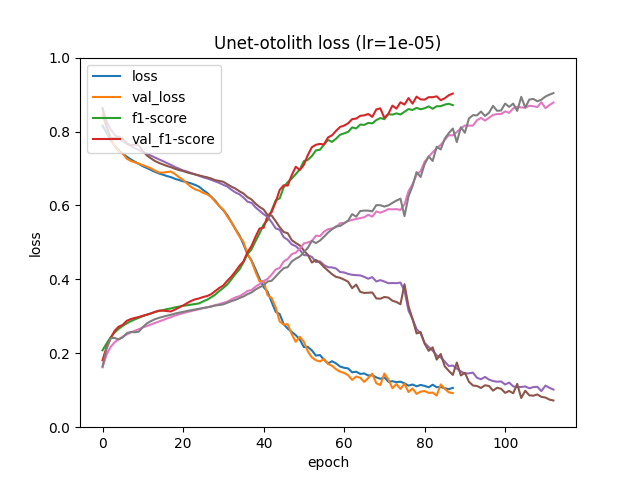 Unet-otolith loss (lr=1e-05)
loss
val_loss
f1-score
val_f1-score
1.0
0.8
0.6
0.4
0.2
0.0
loss
0 20 40 60 80 100
epoch